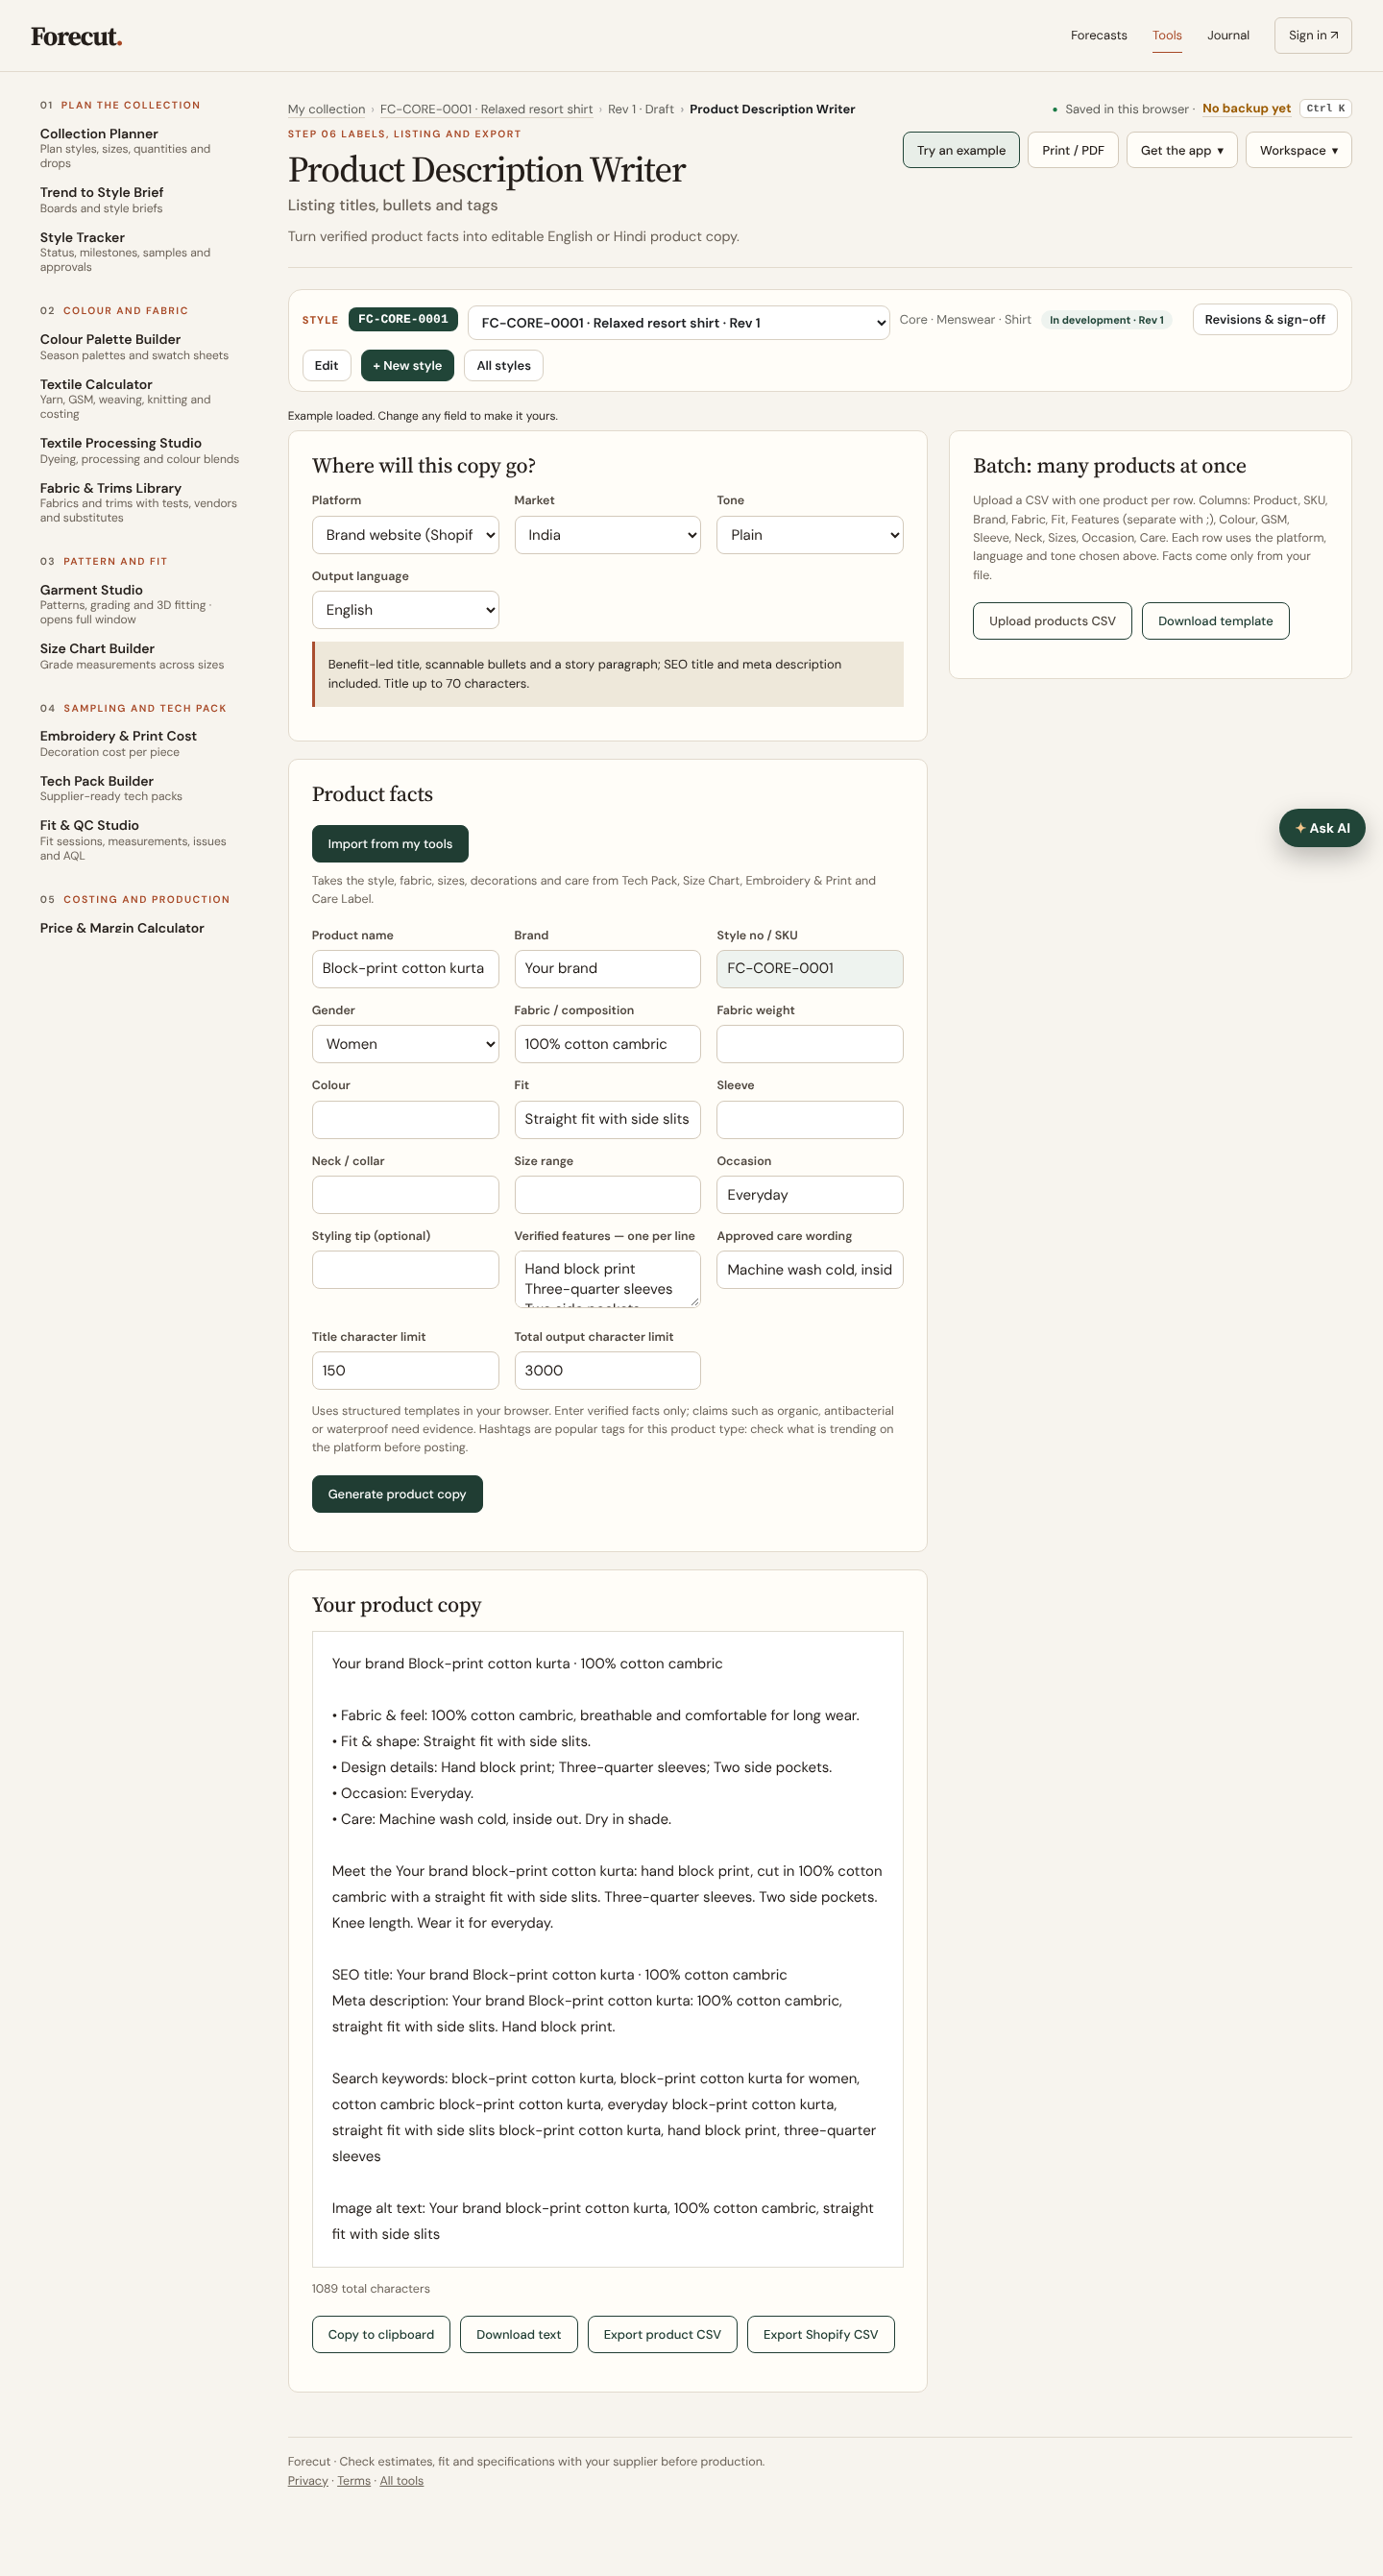 Forecut.
Forecasts
Tools
Journal
Sign in ↗
01 PLAN THE COLLECTION
Collection Planner
Plan styles, sizes, quantities and
drops
Trend to Style Brief
Boards and style briefs
Style Tracker
Status, milestones, samples and
approvals
02 COLOUR AND FABRIC
Colour Palette Builder
Season palettes and swatch sheets
Textile Calculator
Yarn, GSM, weaving, knitting and
costing
Textile Processing Studio
Dyeing, processing and colour blends
Fabric & Trims Library
Fabrics and trims with tests, vendors
and substitutes
03 PATTERN AND FIT
Garment Studio
Patterns, grading and 3D fitting ·
opens full window
Size Chart Builder
Grade measurements across sizes
04 SAMPLING AND TECH PACK
Embroidery & Print Cost
Decoration cost per piece
Tech Pack Builder
Supplier-ready tech packs
Fit & QC Studio
Fit sessions, measurements, issues
and AQL
05 COSTING AND PRODUCTION
Price & Margin Calculator
My collection › FC-CORE-0001 · Relaxed resort shirt › Rev 1 · Draft › Product Description Writer
• Saved in this browser · No backup yet Ctrl K
STEP 06 LABELS, LISTING AND EXPORT
Product Description Writer
Try an example
Print / PDF
Get the app ▾
Workspace ▾
Listing titles, bullets and tags
Turn verified product facts into editable English or Hindi product copy.
STYLE FC-CORE-0001 FC-CORE-0001 · Relaxed resort shirt · Rev 1 Core · Menswear · Shirt In development · Rev 1 Revisions & sign-off
Edit + New style All styles
Example loaded. Change any field to make it yours.
Where will this copy go?
Platform Market Tone
Brand website (Shopif India Plain
Output language
English
Benefit-led title, scannable bullets and a story paragraph; SEO title and meta description
included. Title up to 70 characters.
Batch: many products at once
Upload a CSV with one product per row. Columns: Product, SKU,
Brand, Fabric, Fit, Features (separate with ;), Colour, GSM,
Sleeve, Neck, Sizes, Occasion, Care. Each row uses the platform,
language and tone chosen above. Facts come only from your
file.
Upload products CSV Download template
✦ Ask AI
Product facts
Import from my tools
Takes the style, fabric, sizes, decorations and care from Tech Pack, Size Chart, Embroidery & Print and
Care Label.
Product name Brand Style no / SKU
Block-print cotton kurta Your brand FC-CORE-0001
Gender Fabric / composition Fabric weight
Women 100% cotton cambric
Colour Fit Sleeve
Straight fit with side slits
Neck / collar Size range Occasion
Everyday
Styling tip (optional) Verified features — one per line Approved care wording
Hand block print
Three-quarter sleeves
Two side pockets
Machine wash cold, insid
Title character limit Total output character limit
150 3000
Uses structured templates in your browser. Enter verified facts only; claims such as organic, antibacterial
or waterproof need evidence. Hashtags are popular tags for this product type: check what is trending on
the platform before posting.
Generate product copy
Your product copy
Your brand Block-print cotton kurta · 100% cotton cambric
• Fabric & feel: 100% cotton cambric, breathable and comfortable for long wear.
• Fit & shape: Straight fit with side slits.
• Design details: Hand block print; Three-quarter sleeves; Two side pockets.
• Occasion: Everyday.
• Care: Machine wash cold, inside out. Dry in shade.
Meet the Your brand block-print cotton kurta: hand block print, cut in 100% cotton
cambric with a straight fit with side slits. Three-quarter sleeves. Two side pockets.
Knee length. Wear it for everyday.
SEO title: Your brand Block-print cotton kurta · 100% cotton cambric
Meta description: Your brand Block-print cotton kurta: 100% cotton cambric,
straight fit with side slits. Hand block print.
Search keywords: block-print cotton kurta, block-print cotton kurta for women,
cotton cambric block-print cotton kurta, everyday block-print cotton kurta,
straight fit with side slits block-print cotton kurta, hand block print, three-quarter
sleeves
Image alt text: Your brand block-print cotton kurta, 100% cotton cambric, straight
fit with side slits
1089 total characters
Copy to clipboard Download text Export product CSV Export Shopify CSV
Forecut · Check estimates, fit and specifications with your supplier before production.
Privacy · Terms · All tools